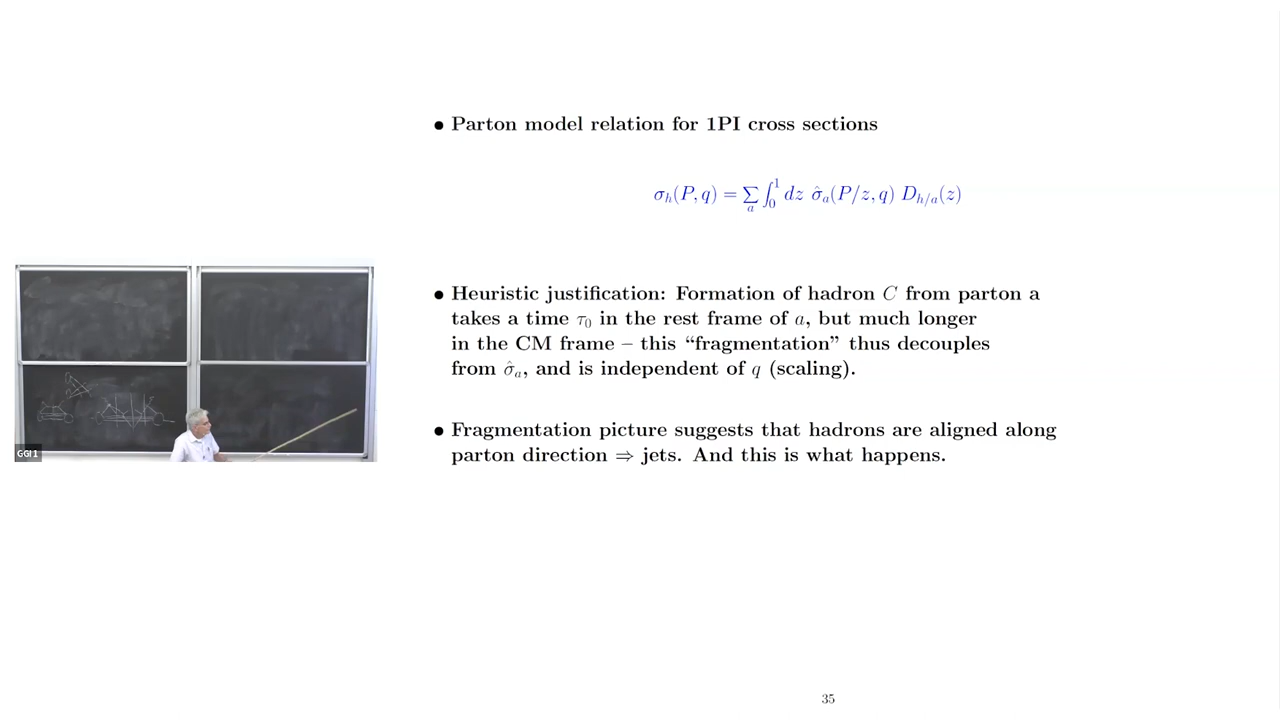 • Parton model relation for 1PI cross sections
σ_h(P, q) = ∑_a ∫_0^1 dz σ̂_a(P/z, q) D_{h/a}(z)
• Heuristic justification: Formation of hadron C from parton a
takes a time τ_0 in the rest frame of a, but much longer
in the CM frame – this “fragmentation” thus decouples
from σ̂_a, and is independent of q (scaling).
• Fragmentation picture suggests that hadrons are aligned along
parton direction ⇒ jets. And this is what happens.
GGI1
35